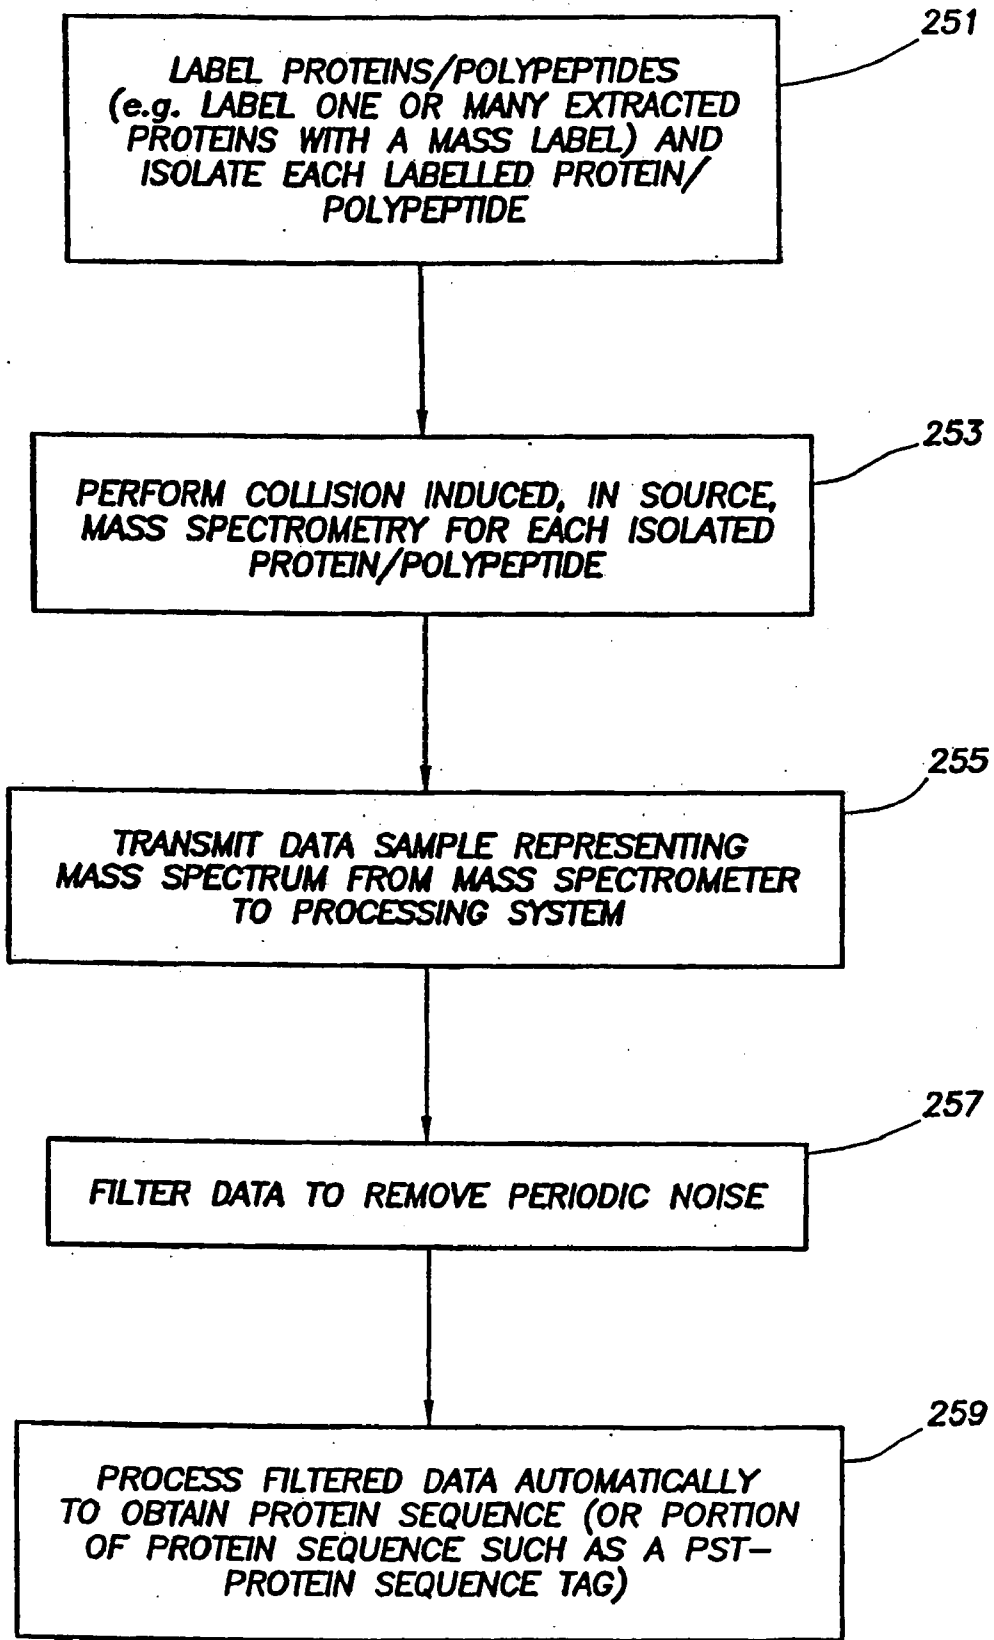 251
LABEL PROTEINS/POLYPEPTIDES
(e.g. LABEL ONE OR MANY EXTRACTED
PROTEINS WITH A MASS LABEL) AND
ISOLATE EACH LABELLED PROTEIN/
POLYPEPTIDE
253
PERFORM COLLISION INDUCED, IN SOURCE,
MASS SPECTROMETRY FOR EACH ISOLATED
PROTEIN/POLYPEPTIDE
255
TRANSMIT DATA SAMPLE REPRESENTING
MASS SPECTRUM FROM MASS SPECTROMETER
TO PROCESSING SYSTEM
257
FILTER DATA TO REMOVE PERIODIC NOISE
259
PROCESS FILTERED DATA AUTOMATICALLY
TO OBTAIN PROTEIN SEQUENCE (OR PORTION
OF PROTEIN SEQUENCE SUCH AS A PST-
PROTEIN SEQUENCE TAG)